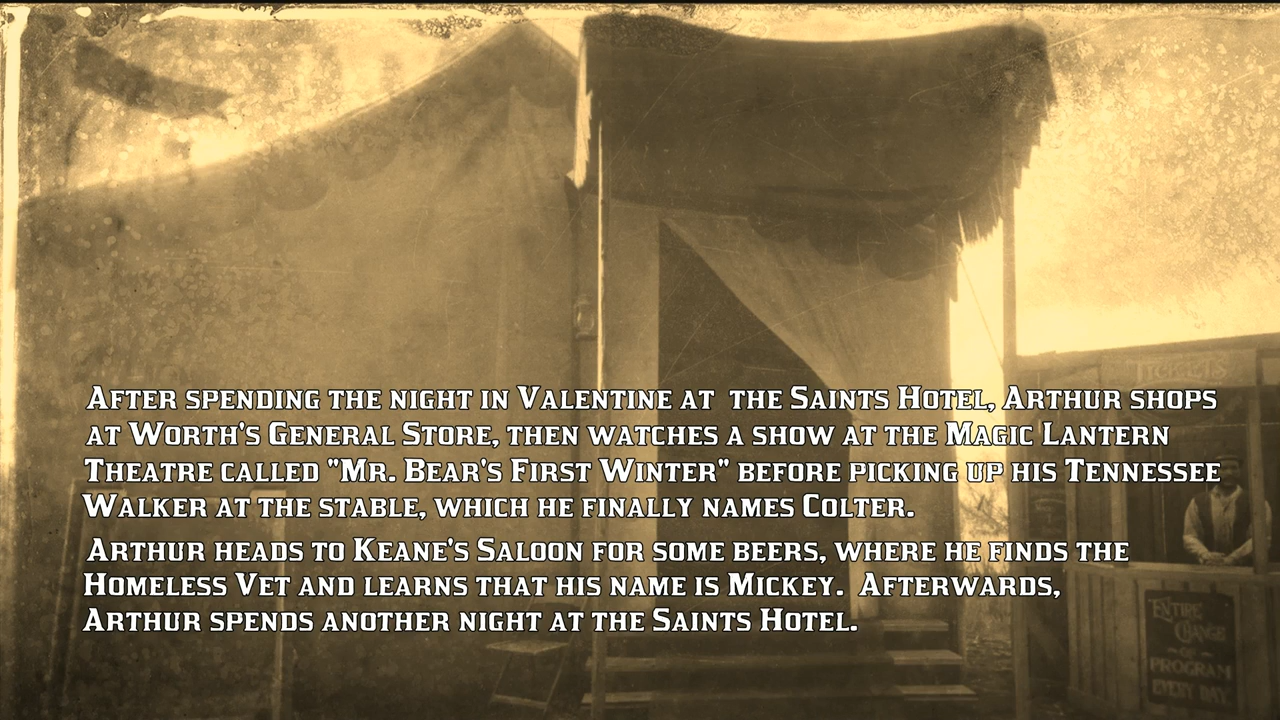 TICKETS
AFTER SPENDING THE NIGHT IN VALENTINE AT  THE SAINTS HOTEL, ARTHUR SHOPS
AT WORTH'S GENERAL STORE, THEN WATCHES A SHOW AT THE MAGIC LANTERN
THEATRE CALLED "MR. BEAR'S FIRST WINTER" BEFORE PICKING UP HIS TENNESSEE
WALKER AT THE STABLE, WHICH HE FINALLY NAMES COLTER.
ARTHUR HEADS TO KEANE'S SALOON FOR SOME BEERS, WHERE HE FINDS THE
HOMELESS VET AND LEARNS THAT HIS NAME IS MICKEY.  AFTERWARDS,
ARTHUR SPENDS ANOTHER NIGHT AT THE SAINTS HOTEL.
ENTIRE
CHANGE
~OF~
PROGRAM
EVERY DAY